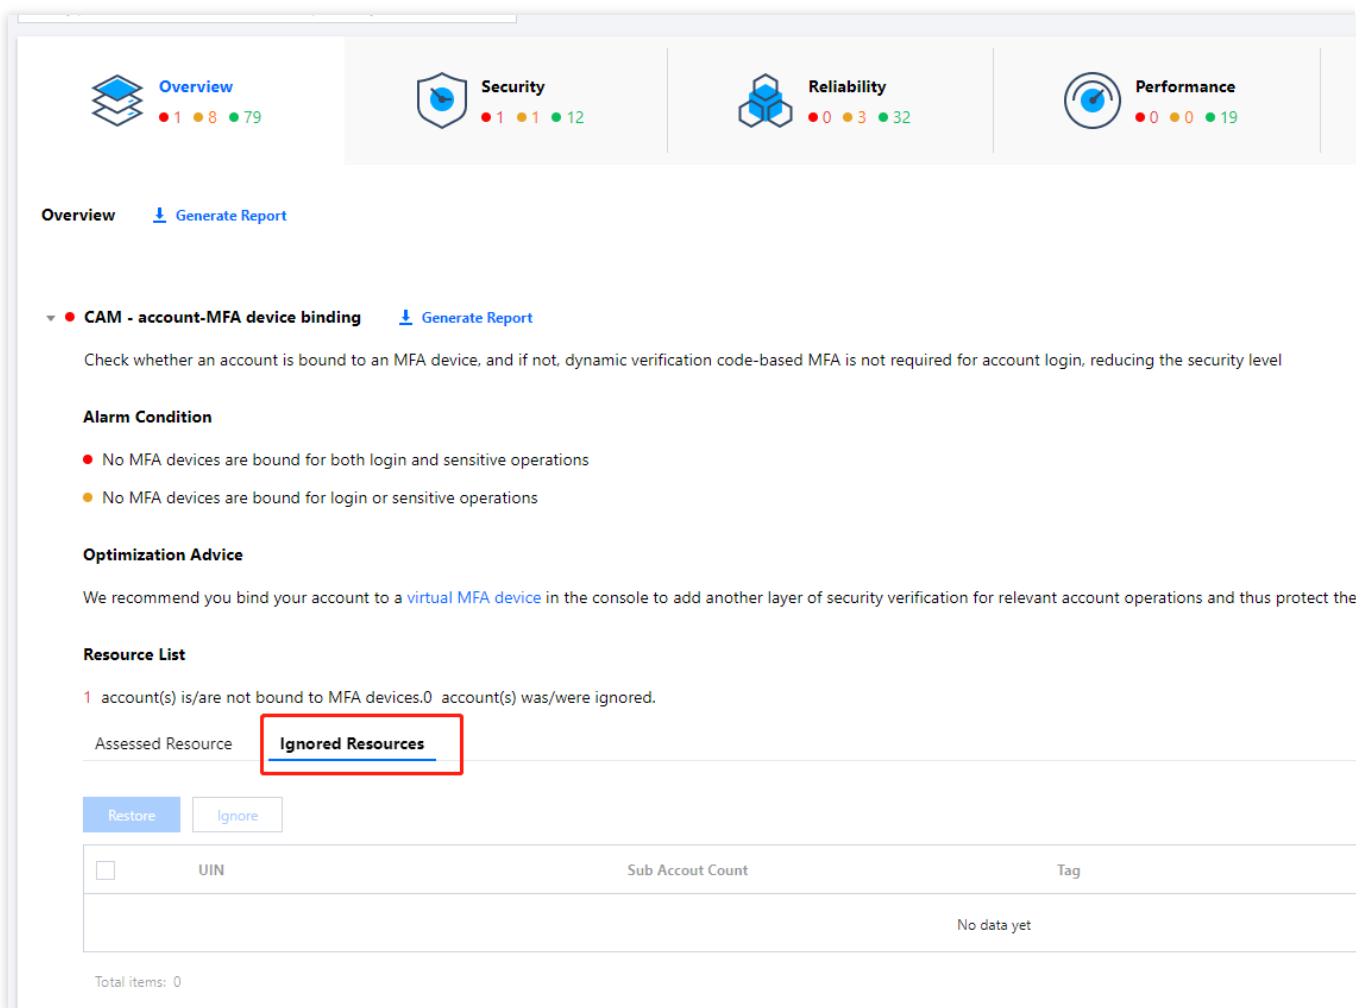 Overview
1 8 79
Security
1 1 12
Reliability
0 3 32
Performance
0 0 19
Overview Generate Report
CAM - account-MFA device binding Generate Report
Check whether an account is bound to an MFA device, and if not, dynamic verification code-based MFA is not required for account login, reducing the security level
Alarm Condition
No MFA devices are bound for both login and sensitive operations
No MFA devices are bound for login or sensitive operations
Optimization Advice
We recommend you bind your account to a virtual MFA device in the console to add another layer of security verification for relevant account operations and thus protect the
Resource List
1 account(s) is/are not bound to MFA devices.0 account(s) was/were ignored.
Assessed Resource Ignored Resources
Restore Ignore
UIN Sub Accout Count Tag
No data yet
Total items: 0